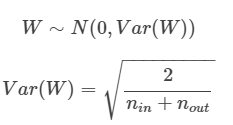 W ∼ N(0, Var(W))
Var(W) = √(2 / (n_in + n_out))